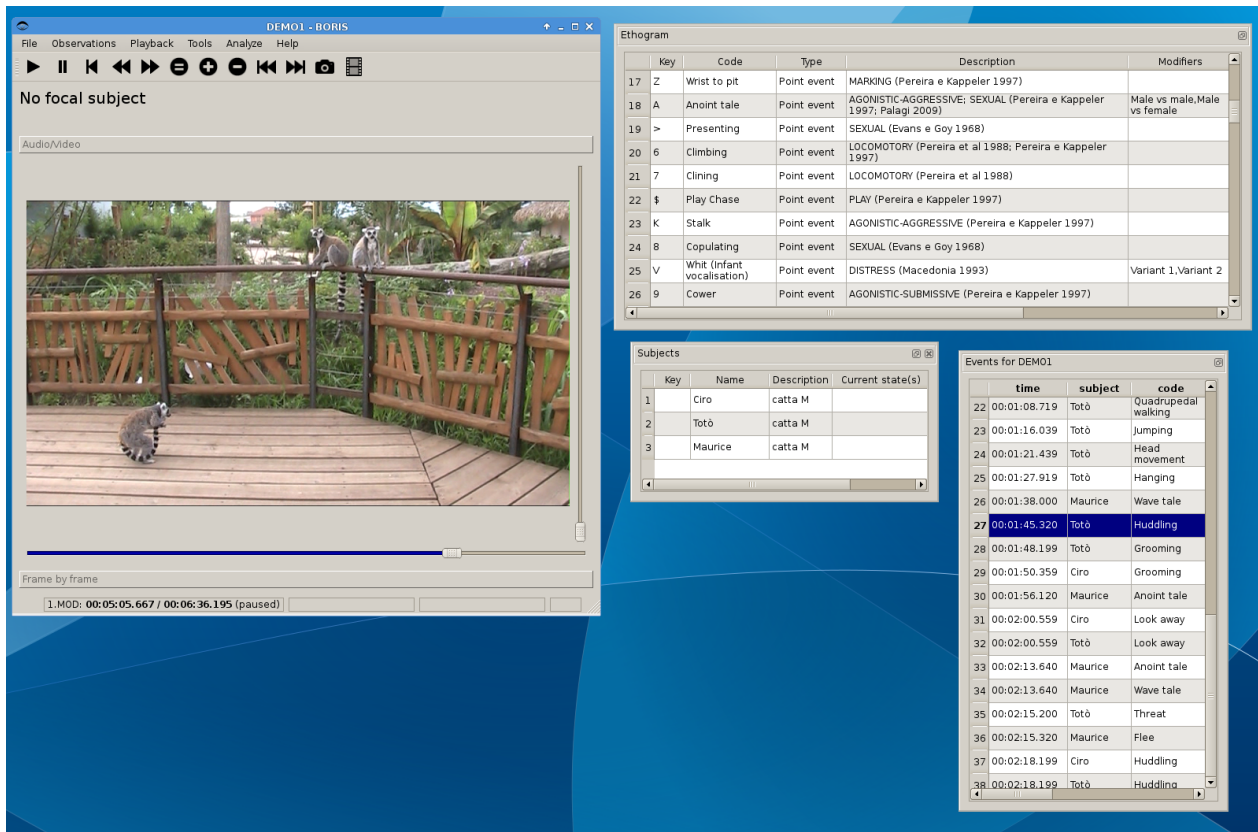 DEMO1 - BORIS
File Observations Playback Tools Analyze Help
No focal subject
Audio/Video
Frame by frame
1.MOD: 00:05:05.667 / 00:06:36.195 (paused)
Ethogram
Key Code Type Description Modifiers
17 Z Wrist to pit Point event MARKING (Pereira e Kappeler 1997)
18 A Anoint tale Point event AGONISTIC-AGGRESSIVE; SEXUAL (Pereira e Kappeler 1997; Palagi 2009) Male vs male,Male vs female
19 > Presenting Point event SEXUAL (Evans e Goy 1968)
20 6 Climbing Point event LOCOMOTORY (Pereira et al 1988; Pereira e Kappeler 1997)
21 7 Clining Point event LOCOMOTORY (Pereira et al 1988)
22 $ Play Chase Point event PLAY (Pereira e Kappeler 1997)
23 K Stalk Point event AGONISTIC-AGGRESSIVE (Pereira e Kappeler 1997)
24 8 Copulating Point event SEXUAL (Evans e Goy 1968)
25 V Whit (Infant vocalisation) Point event DISTRESS (Macedonia 1993) Variant 1,Variant 2
26 9 Cower Point event AGONISTIC-SUBMISSIVE (Pereira e Kappeler 1997)
Subjects
Key Name Description Current state(s)
1 Ciro catta M
2 Totò catta M
3 Maurice catta M
Events for DEMO1
time subject code
22 00:01:08.719 Totò Quadrupedal walking
23 00:01:16.039 Totò Jumping
24 00:01:21.439 Totò Head movement
25 00:01:27.919 Totò Hanging
26 00:01:38.000 Maurice Wave tale
27 00:01:45.320 Totò Huddling
28 00:01:48.199 Totò Grooming
29 00:01:50.359 Ciro Grooming
30 00:01:56.120 Maurice Anoint tale
31 00:02:00.559 Ciro Look away
32 00:02:00.559 Totò Look away
33 00:02:13.640 Maurice Anoint tale
34 00:02:13.640 Maurice Wave tale
35 00:02:15.200 Totò Threat
36 00:02:15.320 Maurice Flee
37 00:02:18.199 Ciro Huddling
38 00:02:18.199 Totò Huddling